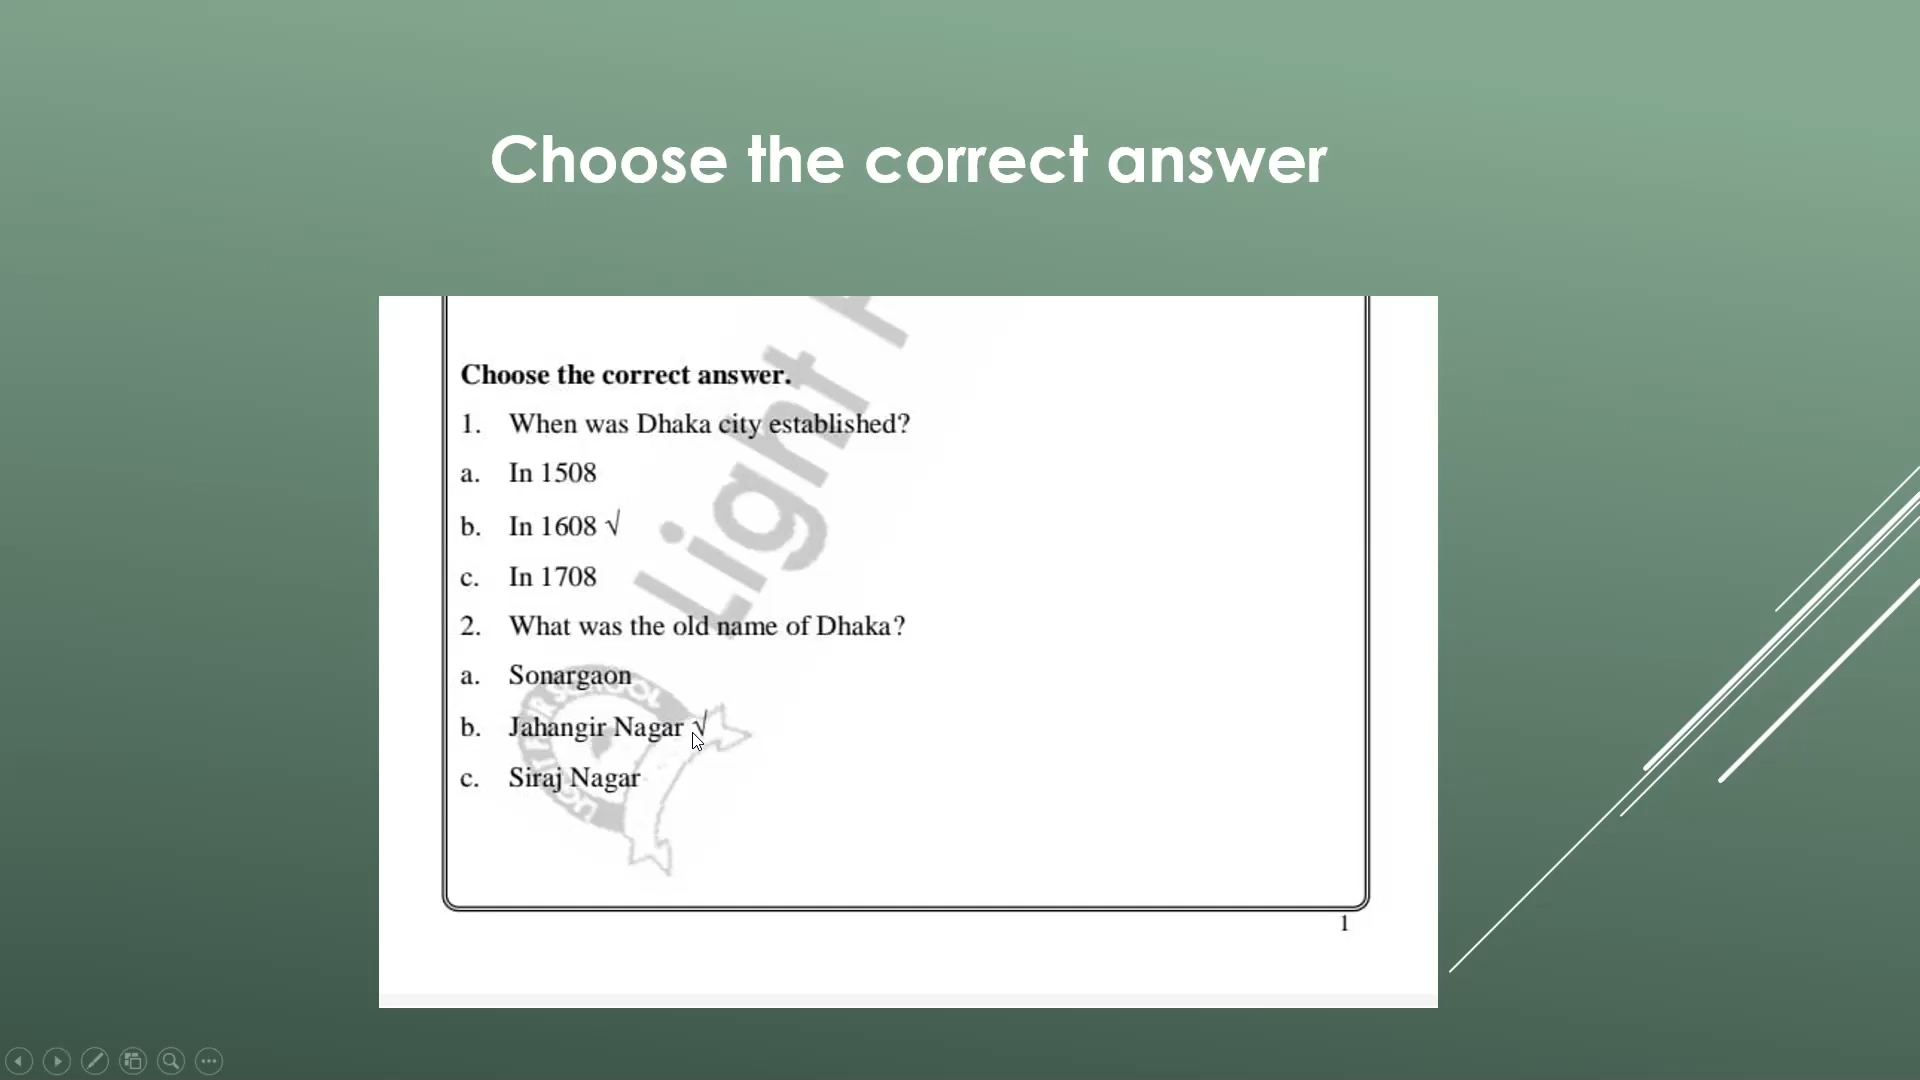 Choose the correct answer
Choose the correct answer.
1. When was Dhaka city established?
a. In 1508
b. In 1608 √
c. In 1708
2. What was the old name of Dhaka?
a. Sonargaon
b. Jahangir Nagar √
c. Siraj Nagar
1
Light